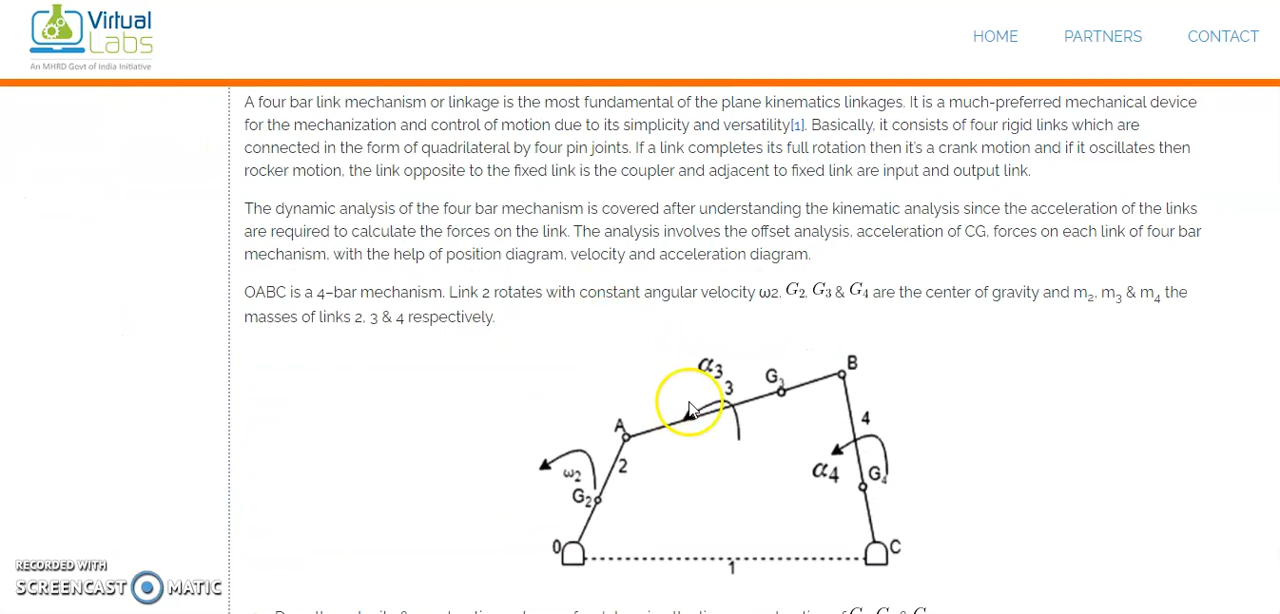 Virtual
Labs
An MHRD Govt of India Initiative
HOME PARTNERS CONTACT
A four bar link mechanism or linkage is the most fundamental of the plane kinematics linkages. It is a much-preferred mechanical device
for the mechanization and control of motion due to its simplicity and versatility[1]. Basically, it consists of four rigid links which are
connected in the form of quadrilateral by four pin joints. If a link completes its full rotation then it's a crank motion and if it oscillates then
rocker motion, the link opposite to the fixed link is the coupler and adjacent to fixed link are input and output link.
The dynamic analysis of the four bar mechanism is covered after understanding the kinematic analysis since the acceleration of the links
are required to calculate the forces on the link. The analysis involves the offset analysis, acceleration of CG, forces on each link of four bar
mechanism, with the help of position diagram, velocity and acceleration diagram.
OABC is a 4-bar mechanism. Link 2 rotates with constant angular velocity ω2. G2, G3 & G4 are the center of gravity and m2, m3 & m4 the
masses of links 2, 3 & 4 respectively.
α3
3
G3
B
A
4
2
ω2
α4
G4
G2
O
C
1
RECORDED WITH
SCREENCAST MATIC